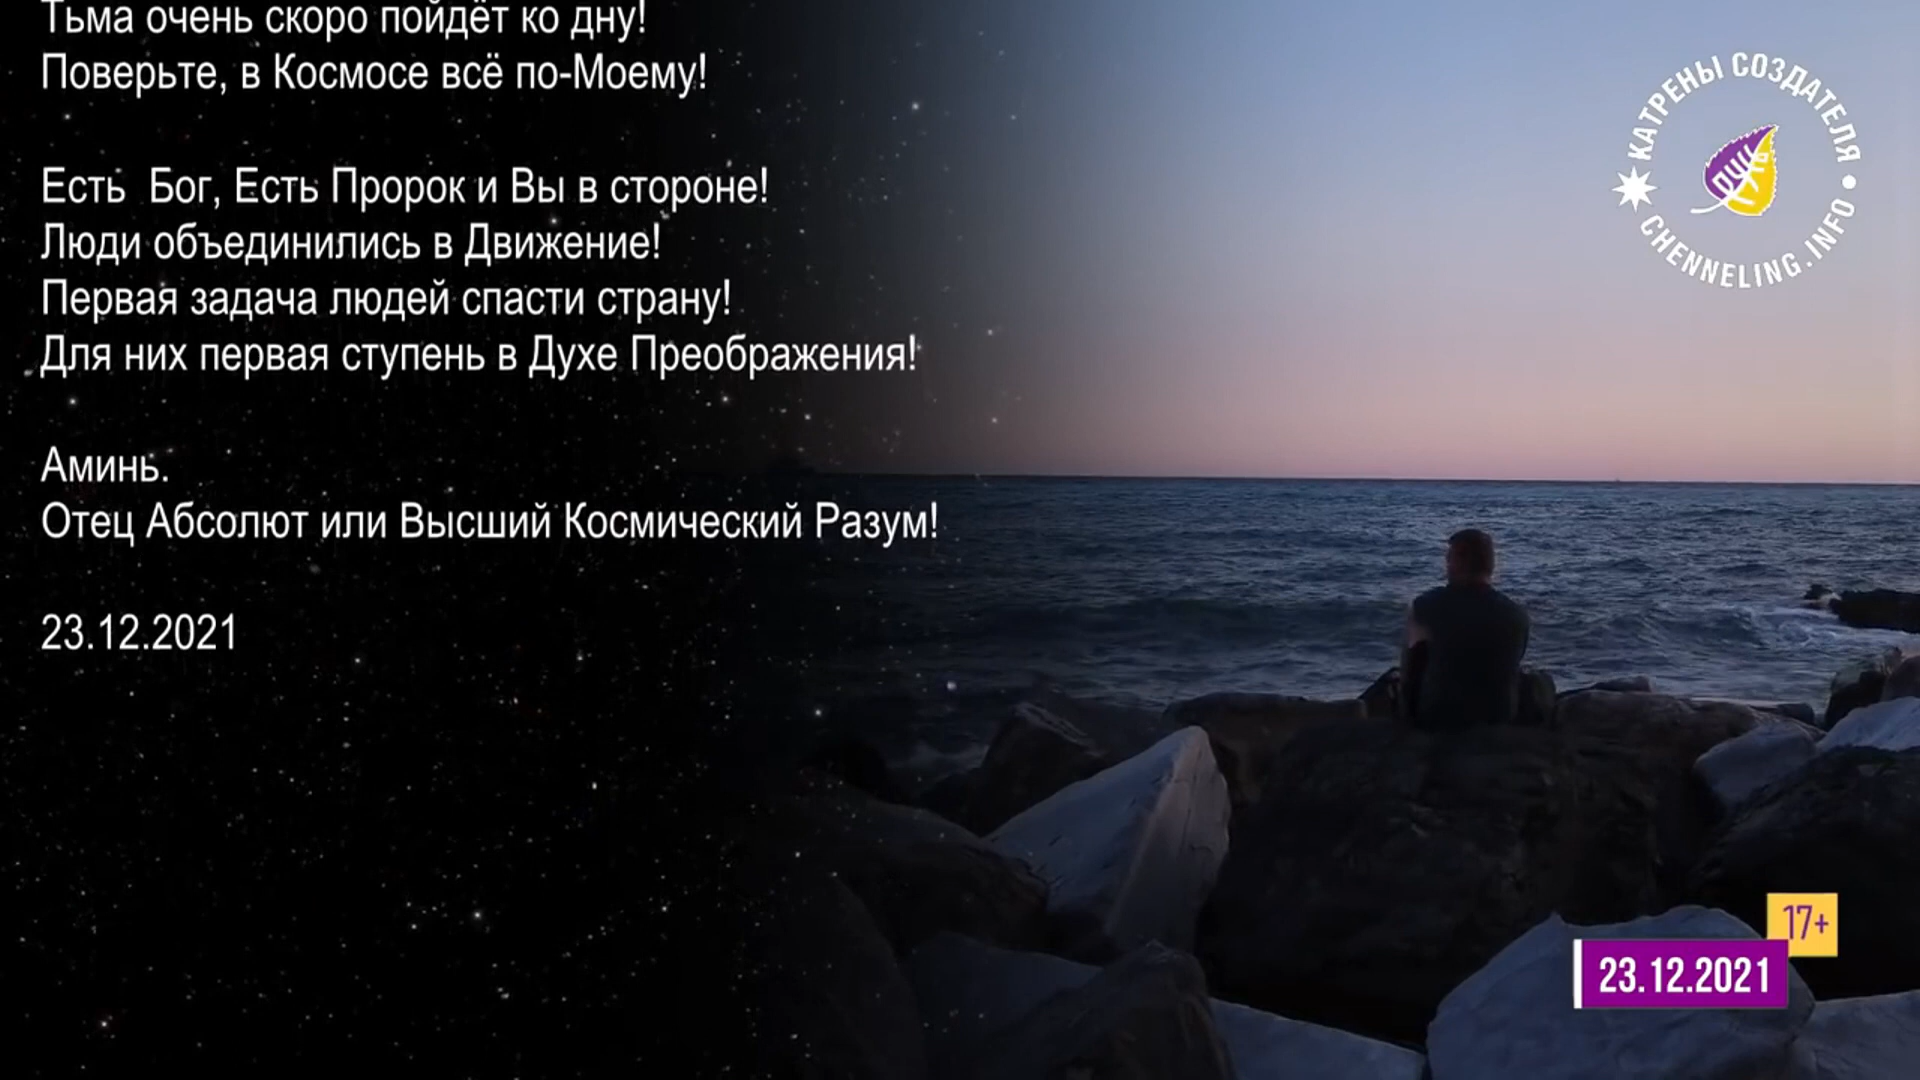 Тьма очень скоро пойдёт ко дну!
Поверьте, в Космосе всё по-Моему!
Есть Бог, Есть Пророк и Вы в стороне!
Люди объединились в Движение!
Первая задача людей спасти страну!
Для них первая ступень в Духе Преображения!
Аминь.
Отец Абсолют или Высший Космический Разум!
23.12.2021
КАТРЕНЫ СОЗДАТЕЛЯ
CHENNELING.INFO
17+
23.12.2021